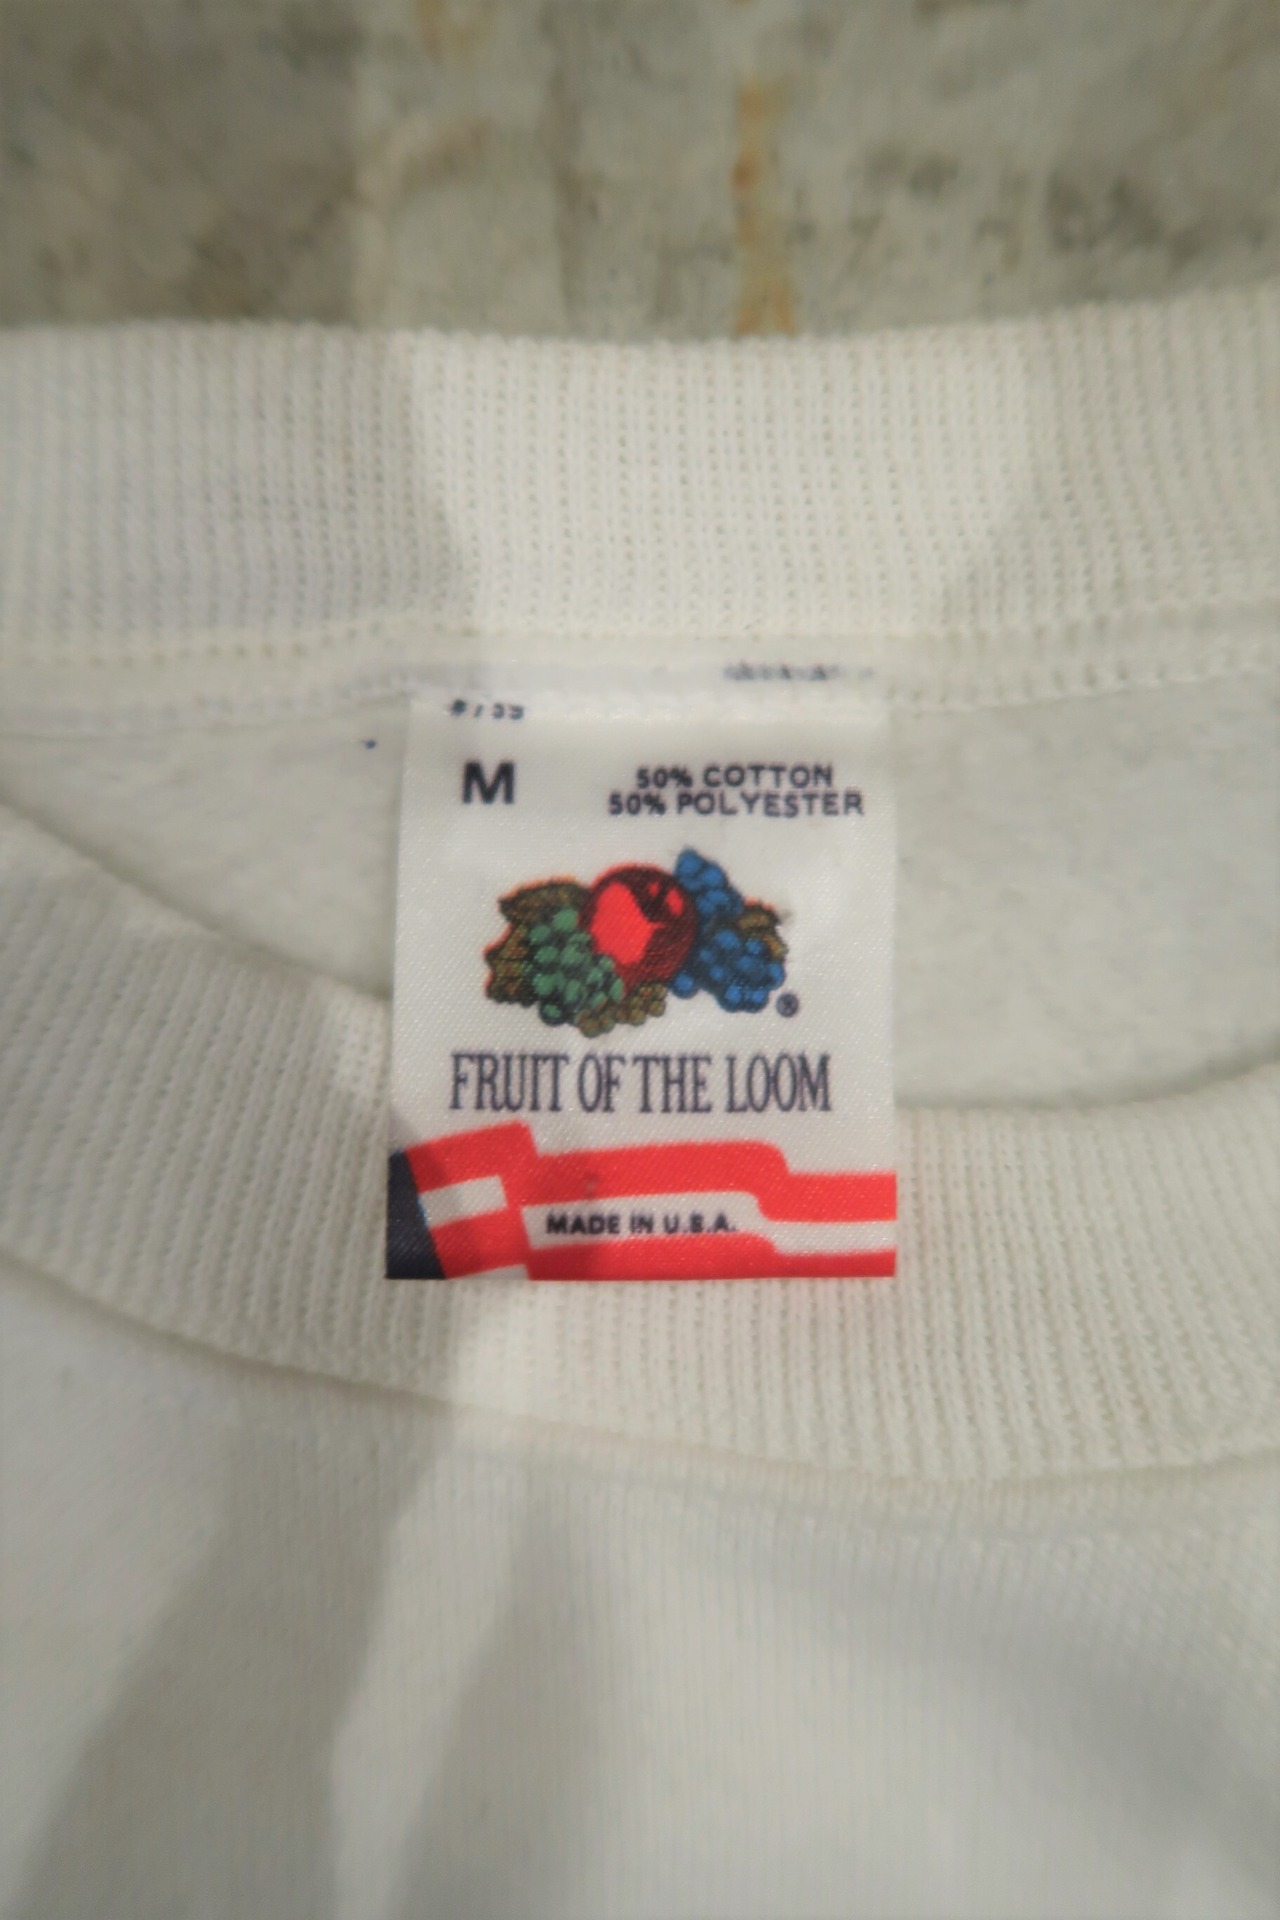 M
50% COTTON
50% POLYESTER
®
FRUIT OF THE LOOM
MADE IN U.S.A.